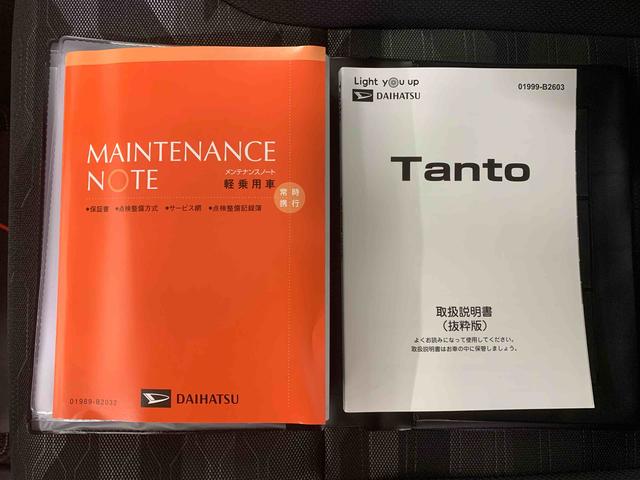 MAINTENANCE
NOTE
メンテナンスノート
軽乗用車
常時
携行
●保証書 ●点検整備方式 ●サービス網 ●点検整備記録簿
01989-B2032
DAIHATSU
Light you up
DAIHATSU
01999-B2603
Tanto
取扱説明書
（抜粋版）
よくお読みになって使用してください。
取扱説明書はお車の中に保管しましょう。